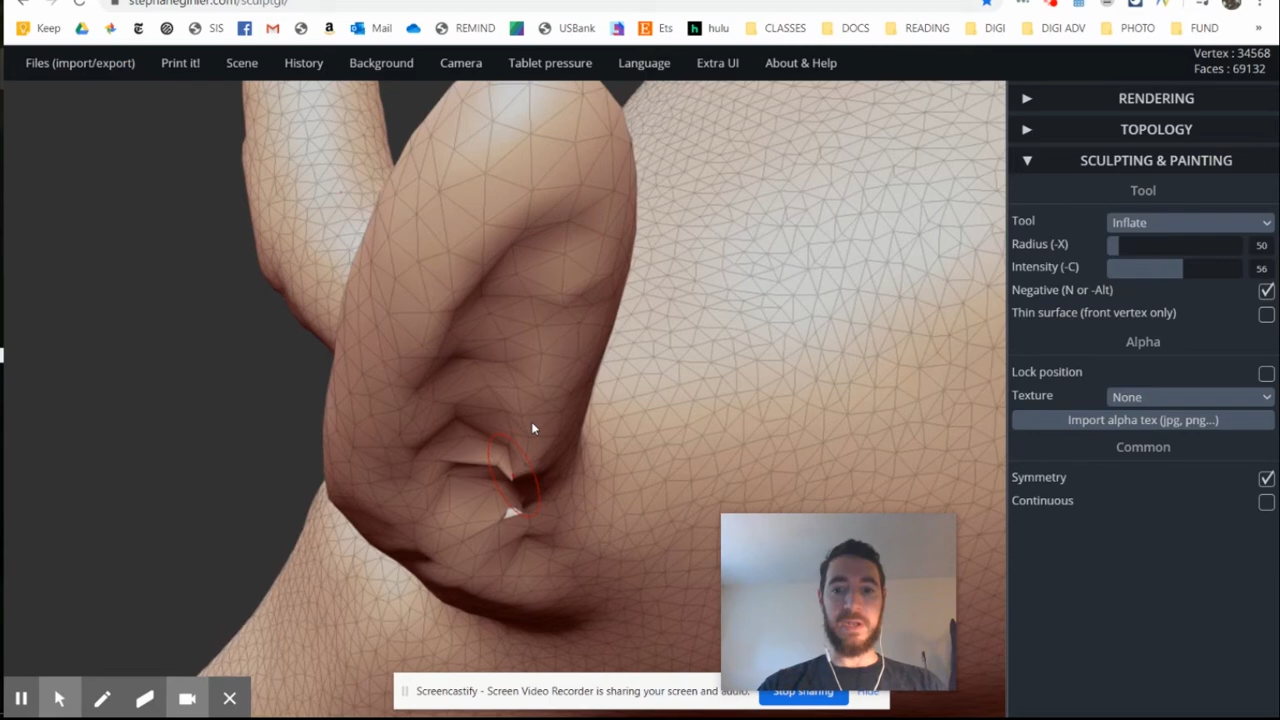 stephaneginier.com/sculptgl/
Keep SIS Mail REMIND USBank Ets hulu CLASSES DOCS READING DIGI DIGI ADV PHOTO FUND »
Files (import/export) Print it! Scene History Background Camera Tablet pressure Language Extra UI About & Help
Vertex : 34568
Faces : 69132
RENDERING
TOPOLOGY
SCULPTING & PAINTING
Tool
Tool Inflate
Radius (-X) 50
Intensity (-C) 56
Negative (N or -Alt)
Thin surface (front vertex only)
Alpha
Lock position
Texture None
Import alpha tex (jpg, png...)
Common
Symmetry
Continuous
Screencastify - Screen Video Recorder is sharing your screen and audio. Stop sharing Hide